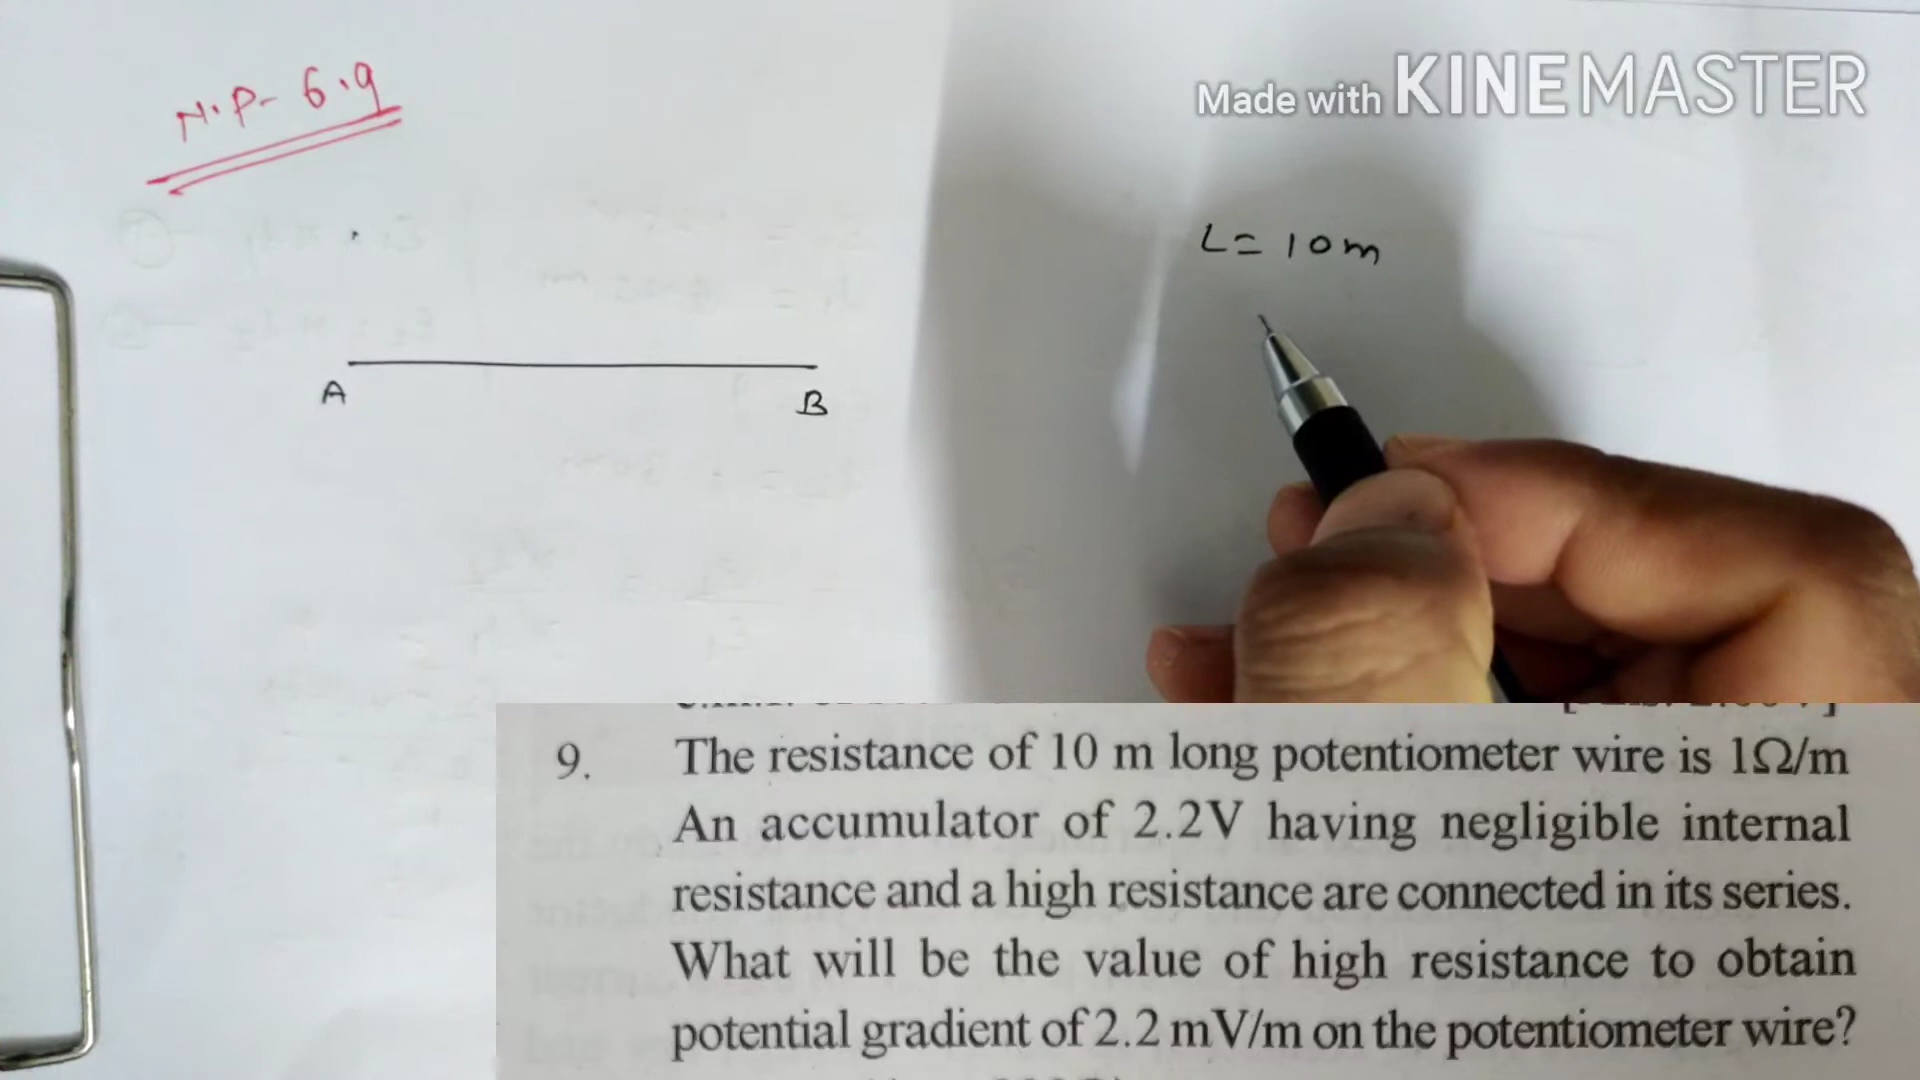 N.P- 6.9
Made with KINEMASTER
L= 10m
A
B
9. The resistance of 10 m long potentiometer wire is 1Ω/m
An accumulator of 2.2V having negligible internal
resistance and a high resistance are connected in its series.
What will be the value of high resistance to obtain
potential gradient of 2.2 mV/m on the potentiometer wire?